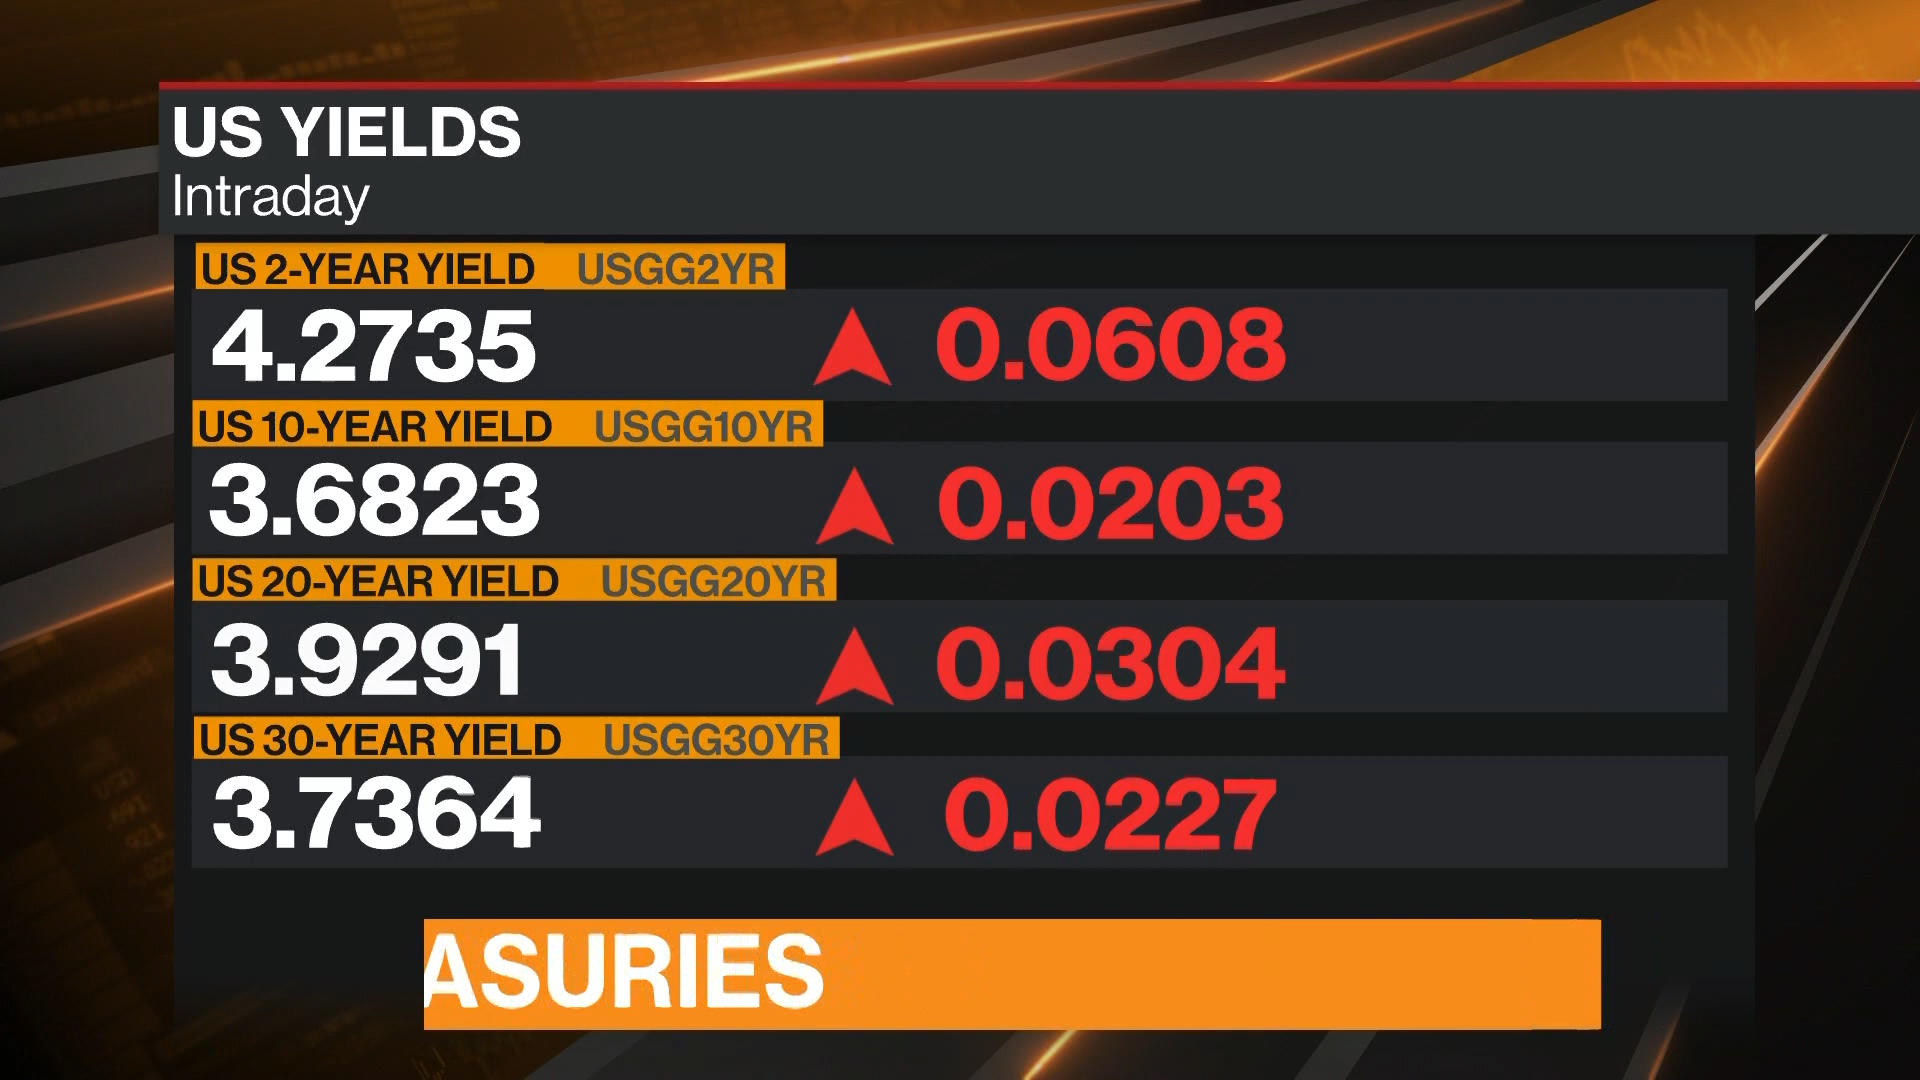 US YIELDS
Intraday
US 2-YEAR YIELD USGG2YR
4.2735 0.0608
US 10-YEAR YIELD USGG10YR
3.6823 0.0203
US 20-YEAR YIELD USGG20YR
3.9291 0.0304
US 30-YEAR YIELD USGG30YR
3.7364 0.0227
ASURIES